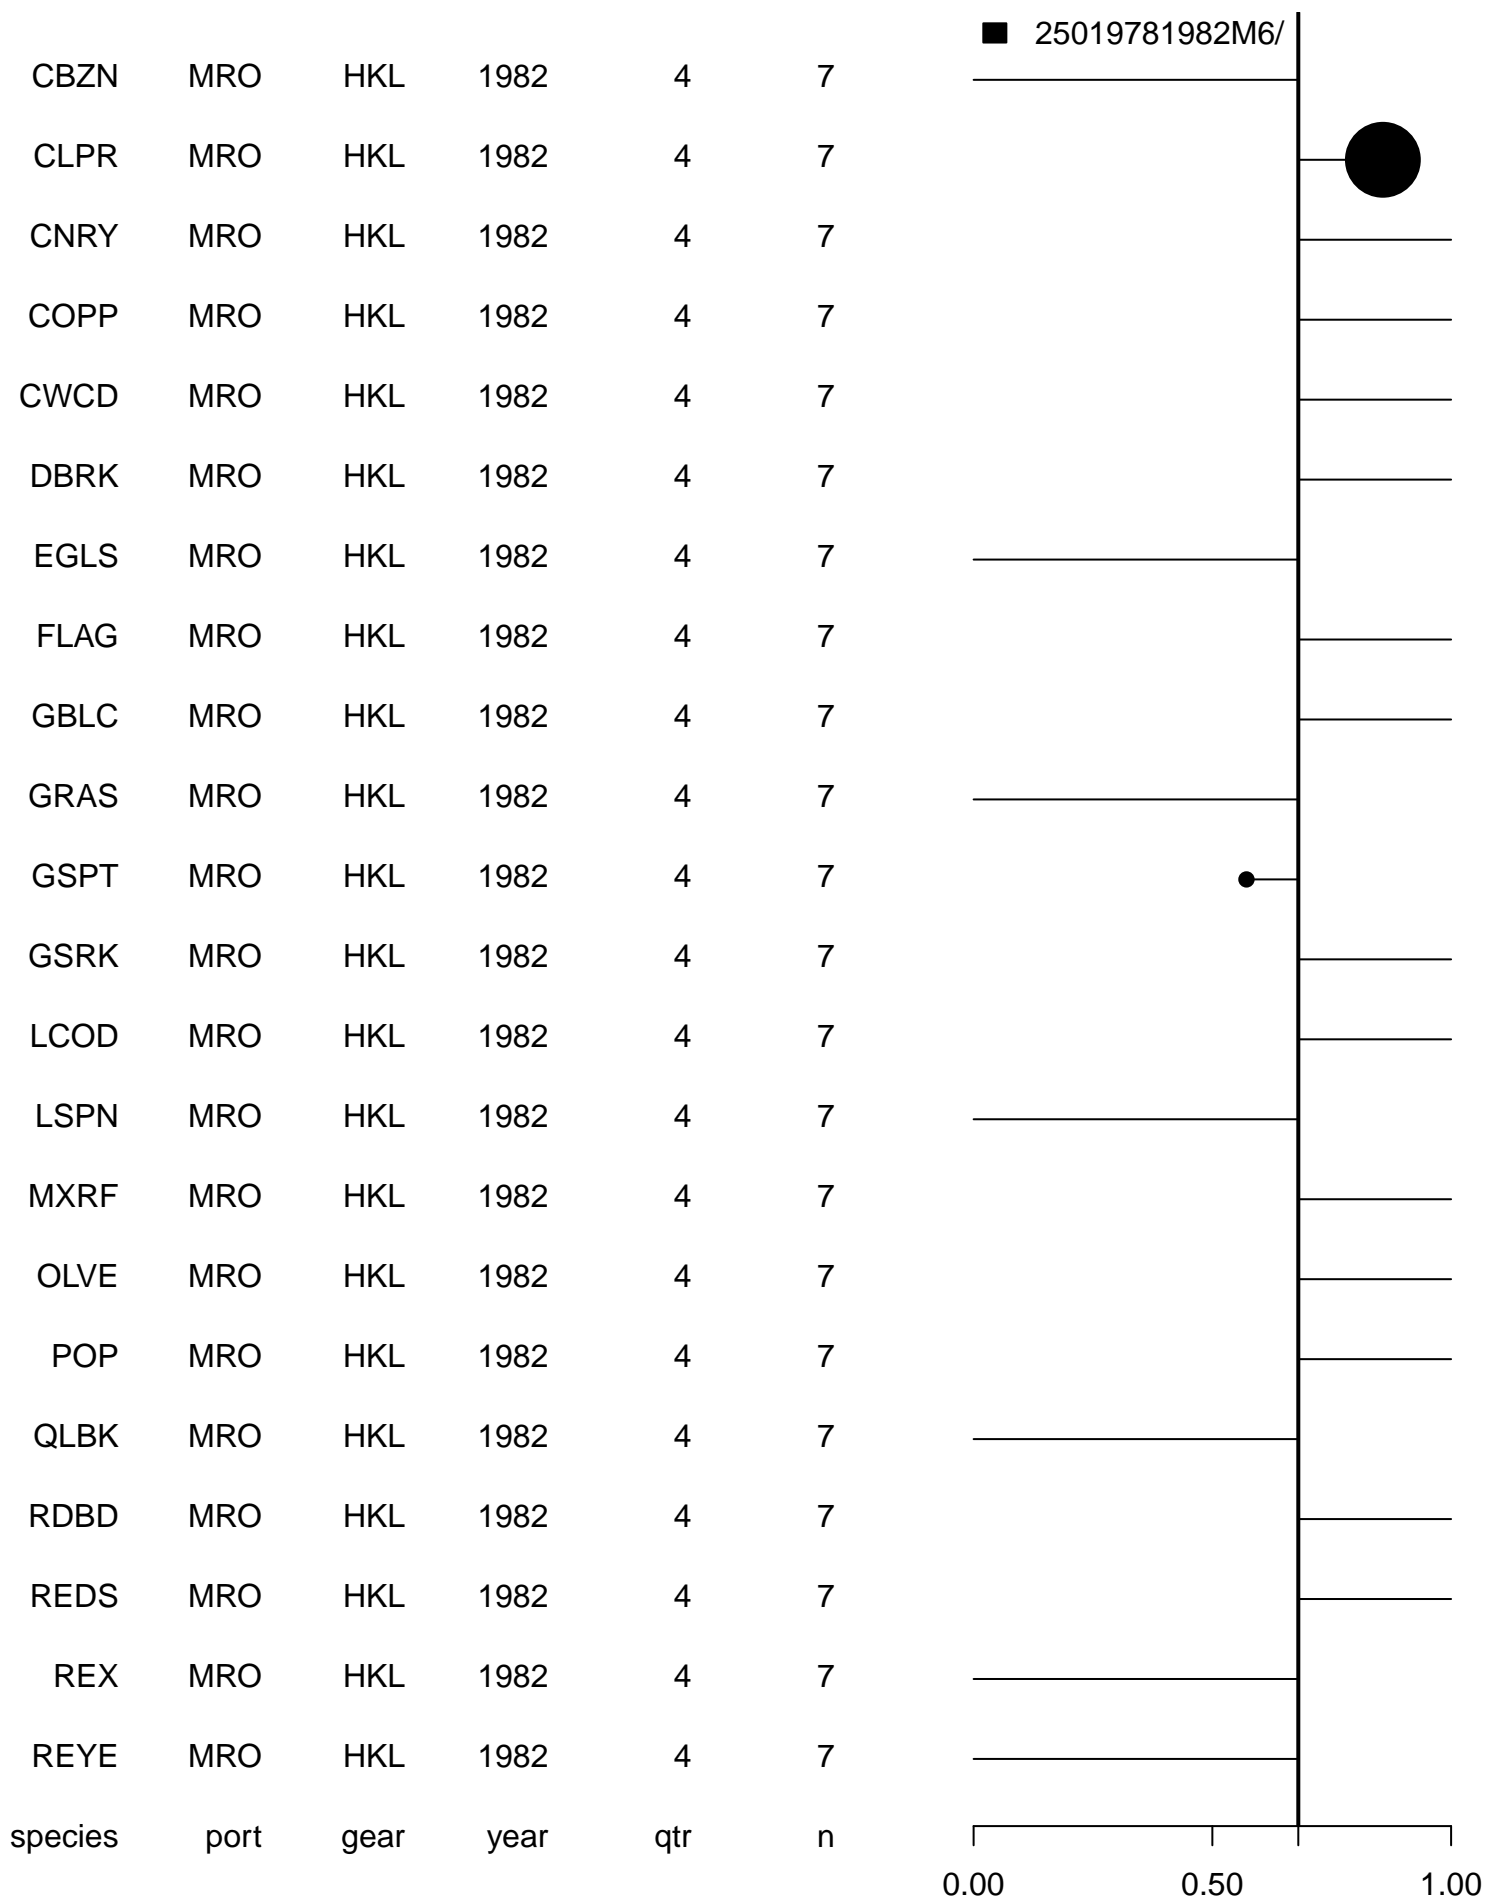 25019781982M6/
CBZN MRO HKL 1982 4 7
CLPR MRO HKL 1982 4 7
CNRY MRO HKL 1982 4 7
COPP MRO HKL 1982 4 7
CWCD MRO HKL 1982 4 7
DBRK MRO HKL 1982 4 7
EGLS MRO HKL 1982 4 7
FLAG MRO HKL 1982 4 7
GBLC MRO HKL 1982 4 7
GRAS MRO HKL 1982 4 7
GSPT MRO HKL 1982 4 7
GSRK MRO HKL 1982 4 7
LCOD MRO HKL 1982 4 7
LSPN MRO HKL 1982 4 7
MXRF MRO HKL 1982 4 7
OLVE MRO HKL 1982 4 7
POP MRO HKL 1982 4 7
QLBK MRO HKL 1982 4 7
RDBD MRO HKL 1982 4 7
REDS MRO HKL 1982 4 7
REX MRO HKL 1982 4 7
REYE MRO HKL 1982 4 7
species port gear year qtr n
0.00 0.50 1.00